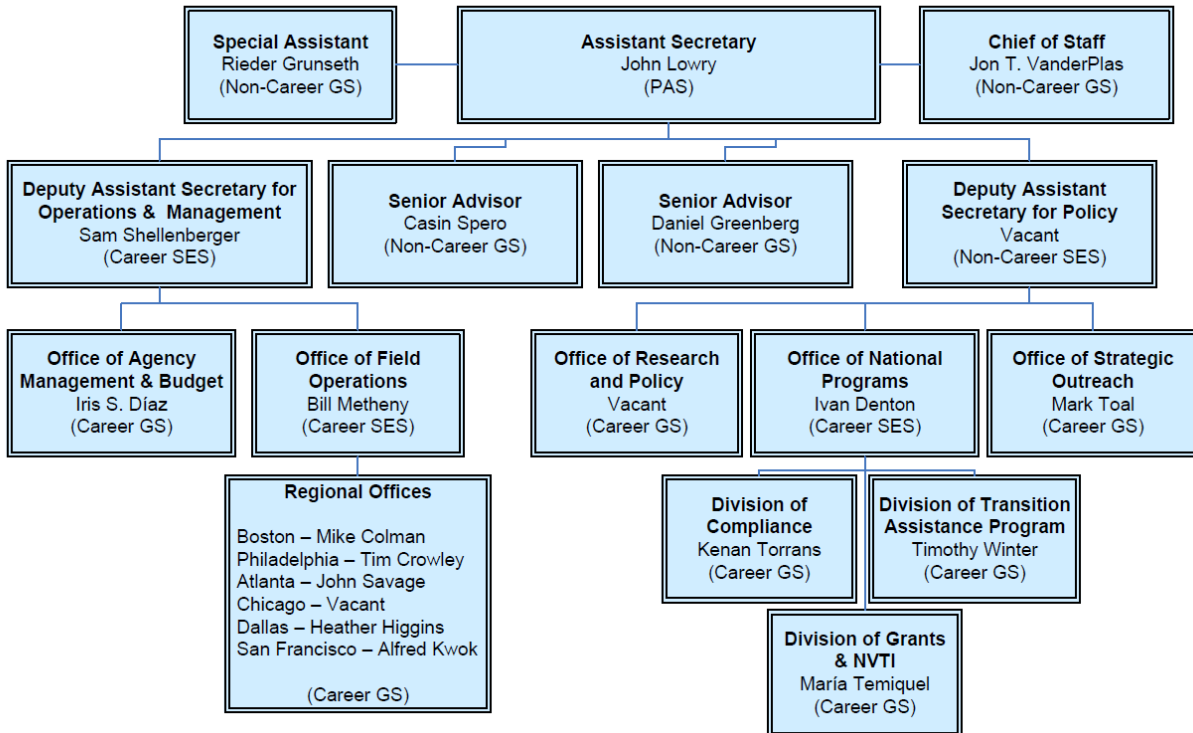 Special Assistant
Rieder Grunseth
(Non-Career GS)
Assistant Secretary
John Lowry
(PAS)
Chief of Staff
Jon T. VanderPlas
(Non-Career GS)
Deputy Assistant Secretary for
Operations & Management
Sam Shellenberger
(Career SES)
Senior Advisor
Casin Spero
(Non-Career GS)
Senior Advisor
Daniel Greenberg
(Non-Career GS)
Deputy Assistant
Secretary for Policy
Vacant
(Non-Career SES)
Office of Agency
Management & Budget
Iris S. Díaz
(Career GS)
Office of Field
Operations
Bill Metheny
(Career SES)
Office of Research
and Policy
Vacant
(Career GS)
Office of National
Programs
Ivan Denton
(Career SES)
Office of Strategic
Outreach
Mark Toal
(Career GS)
Regional Offices
Boston – Mike Colman
Philadelphia – Tim Crowley
Atlanta – John Savage
Chicago – Vacant
Dallas – Heather Higgins
San Francisco – Alfred Kwok
(Career GS)
Division of
Compliance
Kenan Torrans
(Career GS)
Division of Transition
Assistance Program
Timothy Winter
(Career GS)
Division of Grants
& NVTI
María Temiquel
(Career GS)